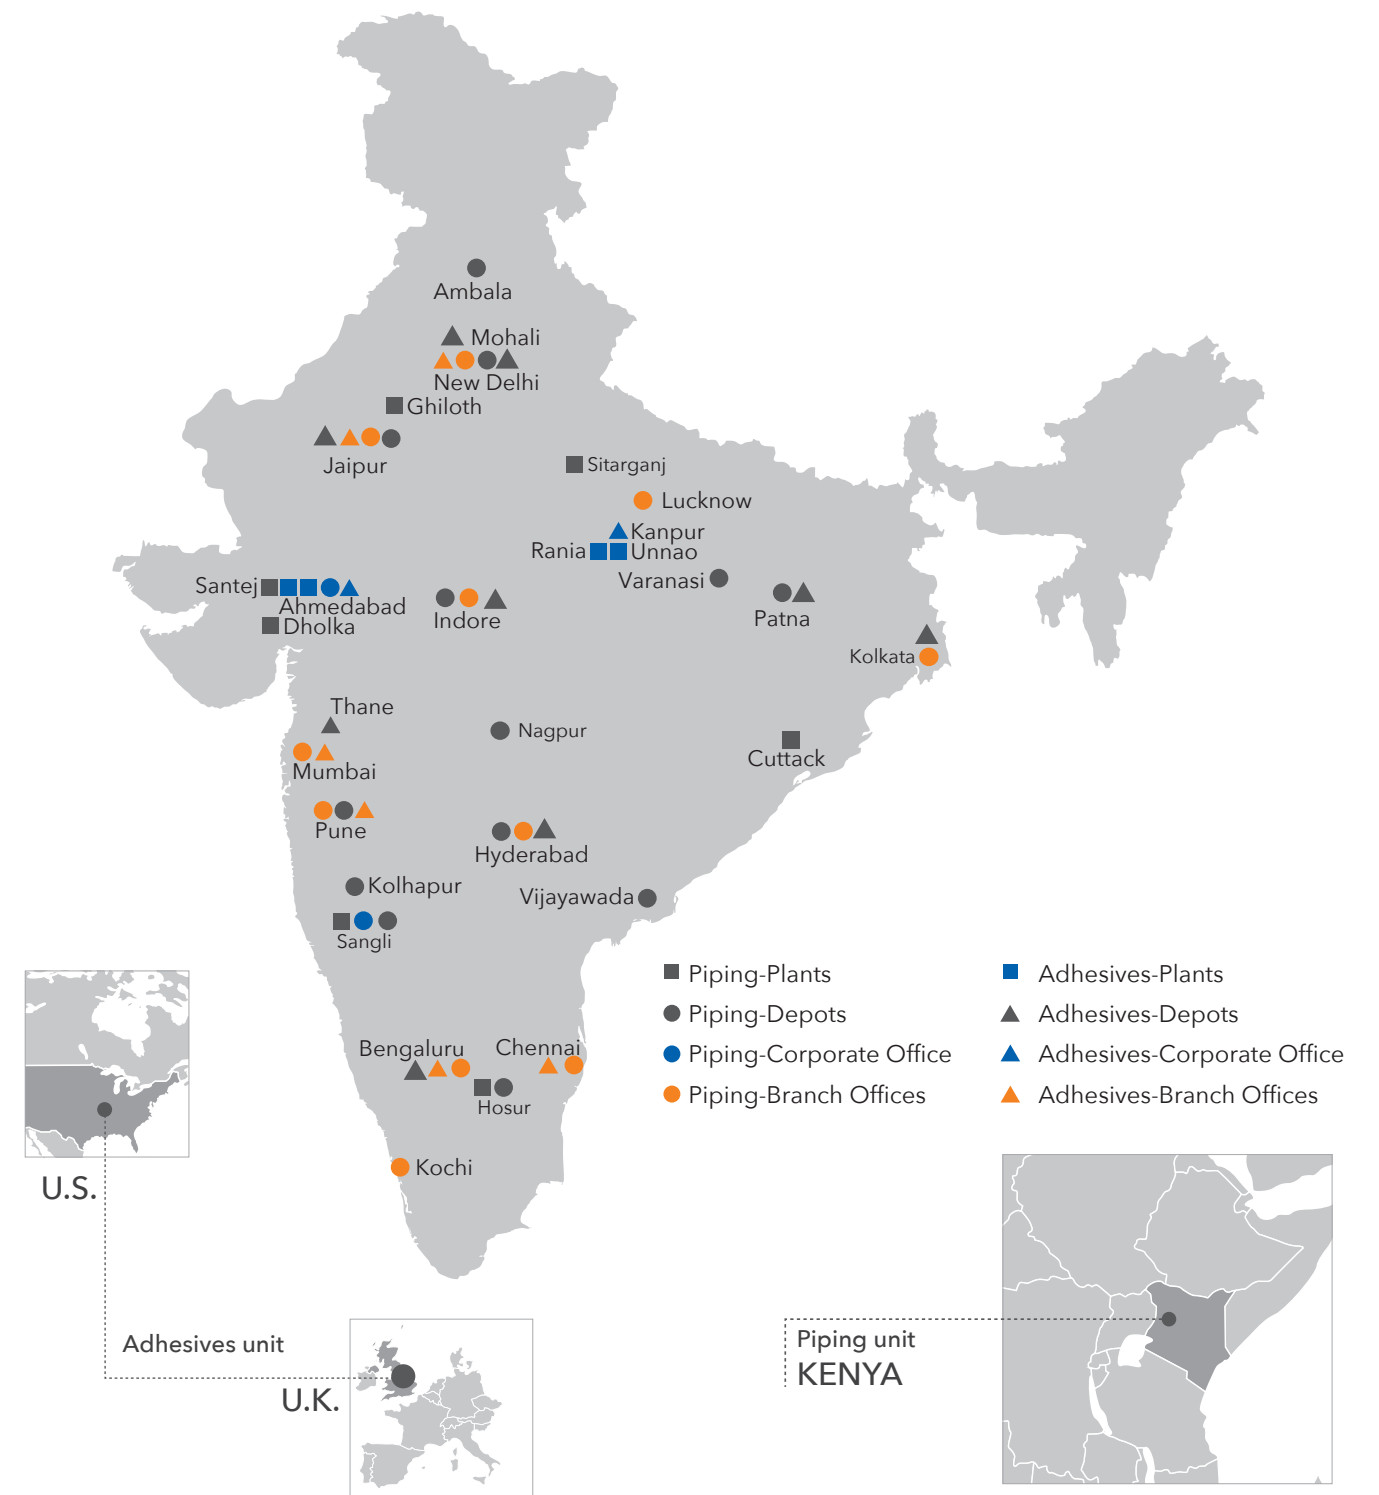 Ambala
Mohali
New Delhi
Ghiloth
Jaipur
Sitarganj
Lucknow
Kanpur
Rania
Unnao
Varanasi
Santej
Ahmedabad
Dholka
Indore
Patna
Kolkata
Thane
Nagpur
Mumbai
Cuttack
Pune
Hyderabad
Kolhapur
Vijayawada
Sangli
Piping-Plants
Adhesives-Plants
Piping-Depots
Adhesives-Depots
Piping-Corporate Office
Adhesives-Corporate Office
Piping-Branch Offices
Adhesives-Branch Offices
Bengaluru
Chennai
Hosur
Kochi
U.S.
Adhesives unit
U.K.
Piping unit
KENYA